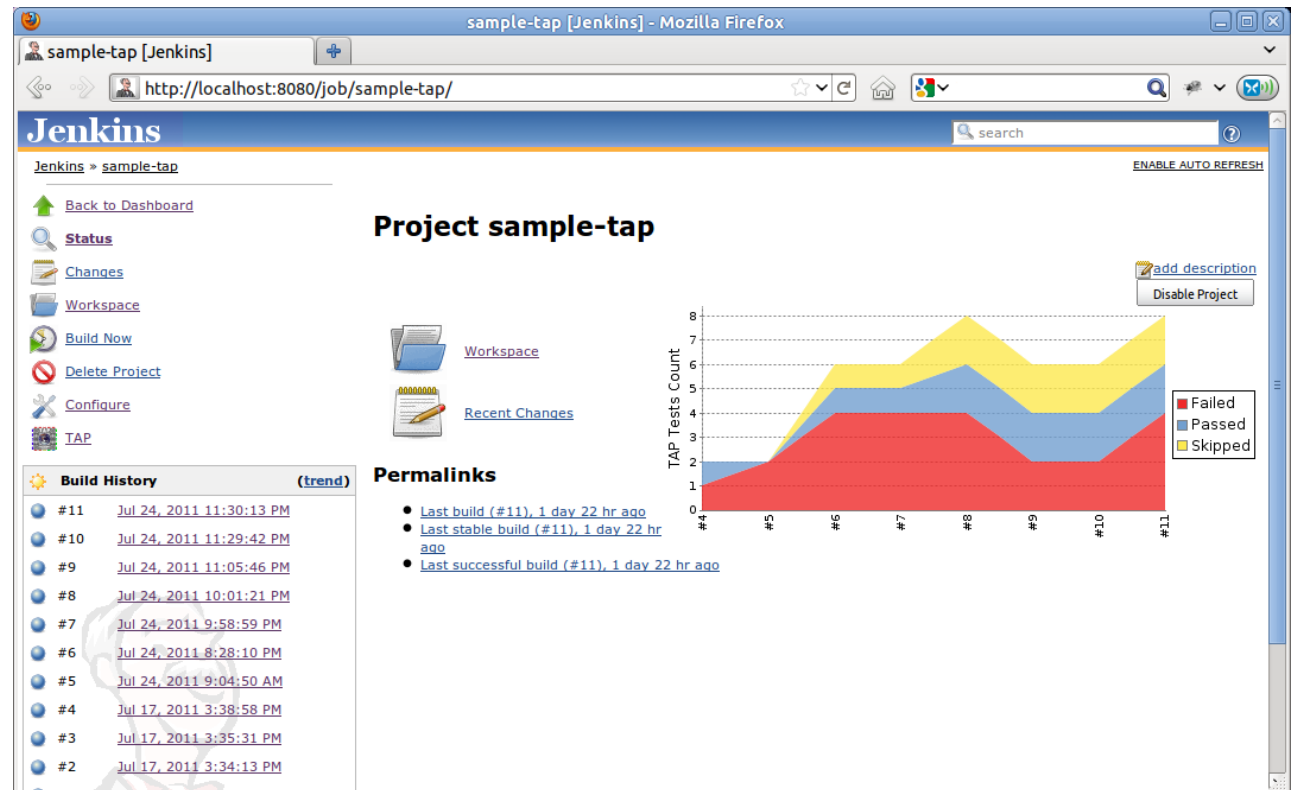 sample-tap [Jenkins] - Mozilla Firefox
sample-tap [Jenkins]
http://localhost:8080/job/sample-tap/
Jenkins
search
Jenkins » sample-tap
ENABLE AUTO REFRESH
Back to Dashboard
Status
Changes
Workspace
Build Now
Delete Project
Configure
TAP
Build History (trend)
#11 Jul 24, 2011 11:30:13 PM
#10 Jul 24, 2011 11:29:42 PM
#9 Jul 24, 2011 11:05:46 PM
#8 Jul 24, 2011 10:01:21 PM
#7 Jul 24, 2011 9:58:59 PM
#6 Jul 24, 2011 8:28:10 PM
#5 Jul 24, 2011 9:04:50 AM
#4 Jul 17, 2011 3:38:58 PM
#3 Jul 17, 2011 3:35:31 PM
#2 Jul 17, 2011 3:34:13 PM
Project sample-tap
add description
Disable Project
Workspace
Recent Changes
Permalinks
Last build (#11), 1 day 22 hr ago
Last stable build (#11), 1 day 22 hr
ago
Last successful build (#11), 1 day 22 hr ago
TAP Tests Count
8
7
6
5
4
3
2
1
0
#4 #5 #6 #7 #8 #9 #10 #11
Failed
Passed
Skipped